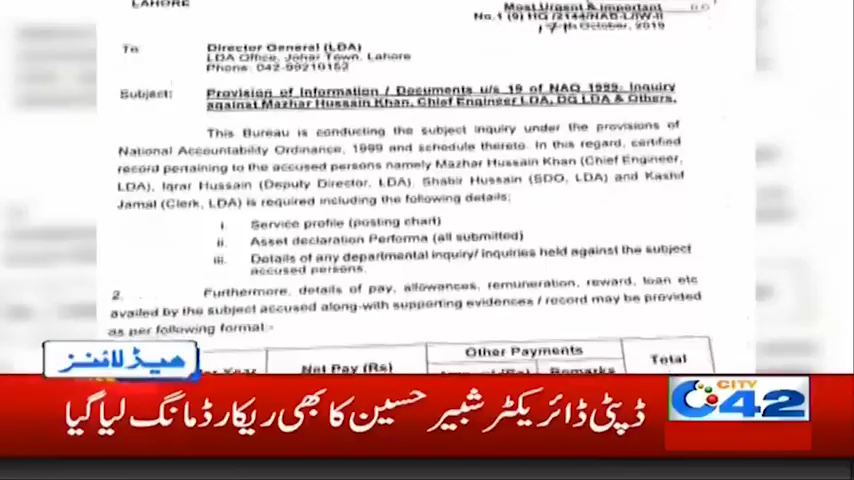 LAHORE
Most Urgent & Important
No.1 (9) HQ /2144/NAB-L/IW-II
October, 2019
To
Director General (LDA)
LDA Office, Johar Town, Lahore
Phone: 042-99210152
Subject:
Provision of Information / Documents u/s 19 of NAO 1999: Inquiry
against Mazhar Hussain Khan, Chief Engineer LDA, DG LDA & Others.
This Bureau is conducting the subject inquiry under the provisions of
National Accountability Ordinance, 1999 and schedule thereto. In this regard, certified
record pertaining to the accused persons namely Mazhar Hussain Khan (Chief Engineer,
LDA), Iqrar Hussain (Deputy Director, LDA), Shabir Hussain (SDO, LDA) and Kashif
Jamal (Clerk, LDA) is required including the following details:
i. Service profile (posting chart)
ii. Asset declaration Performa (all submitted)
iii. Details of any departmental inquiry/ inquiries held against the subject
accused persons.
2. Furthermore, details of pay, allowances, remuneration, reward, loan etc
availed by the subject accused along-with supporting evidences / record may be provided
as per following format:-
Year Net Pay (Rs) Other Payments Total
Remarks
ہیڈلائنز
ڈپٹی ڈائریکٹر شبیر حسین کا بھی ریکارڈ مانگ لیا گیا
CITY
42